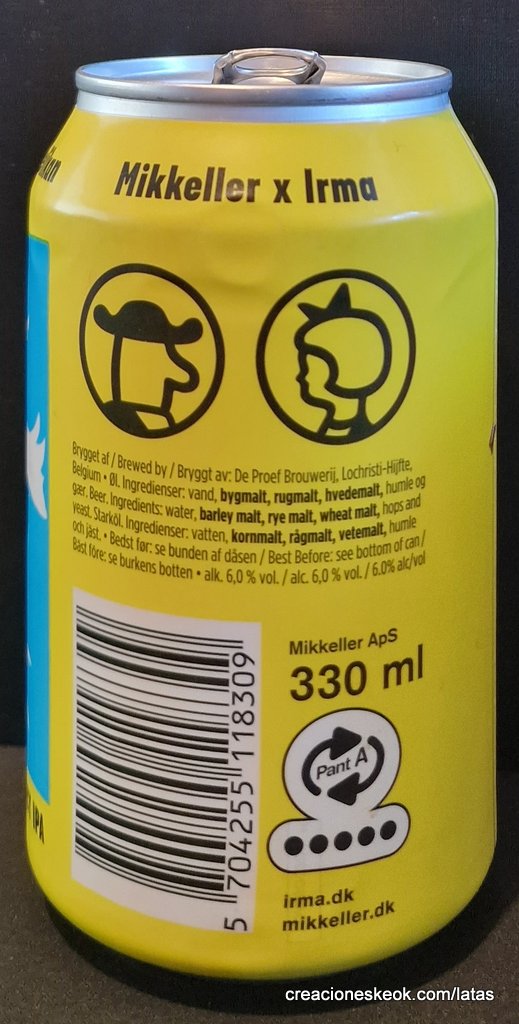 Mikkeller x Irma
Brygget af / Brewed by / Bryggt av: De Proef Brouwerij, Lochristi-Hijfte,
Belgium • Øl. Ingredienser: vand, bygmalt, rugmalt, hvedemalt, humle og
gær. Beer. Ingredients: water, barley malt, rye malt, wheat malt, hops and
yeast. Starköl. Ingredienser: vatten, kornmalt, rågmalt, vetemalt, humle
och jäst. • Bedst før: se bunden af dåsen / Best Before: see bottom of can /
Bäst före: se burkens botten • alk. 6,0 % vol. / alc. 6,0 % vol. / 6.0% alc/vol
5 704255 118309
Mikkeller ApS
330 ml
Pant A
IPA
irma.dk
mikkeller.dk
creacioneskeok.com/latas